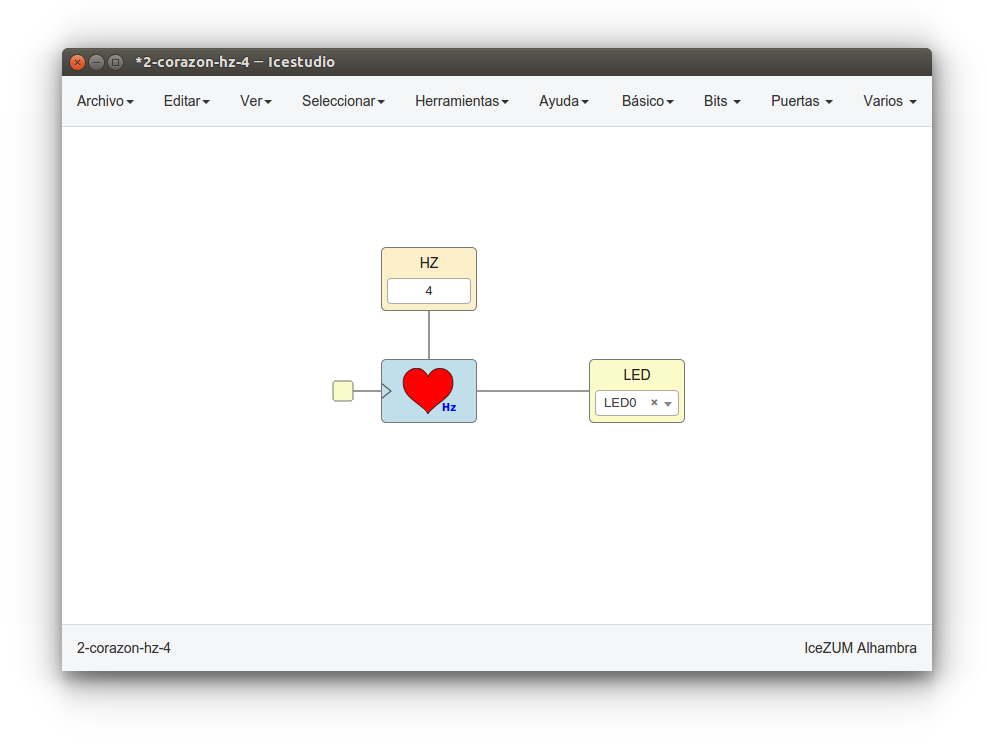 *2-corazon-hz-4 — Icestudio
Archivo Editar Ver Seleccionar Herramientas Ayuda Básico Bits Puertas Varios
HZ
4
Hz
LED
LED0
2-corazon-hz-4 IceZUM Alhambra